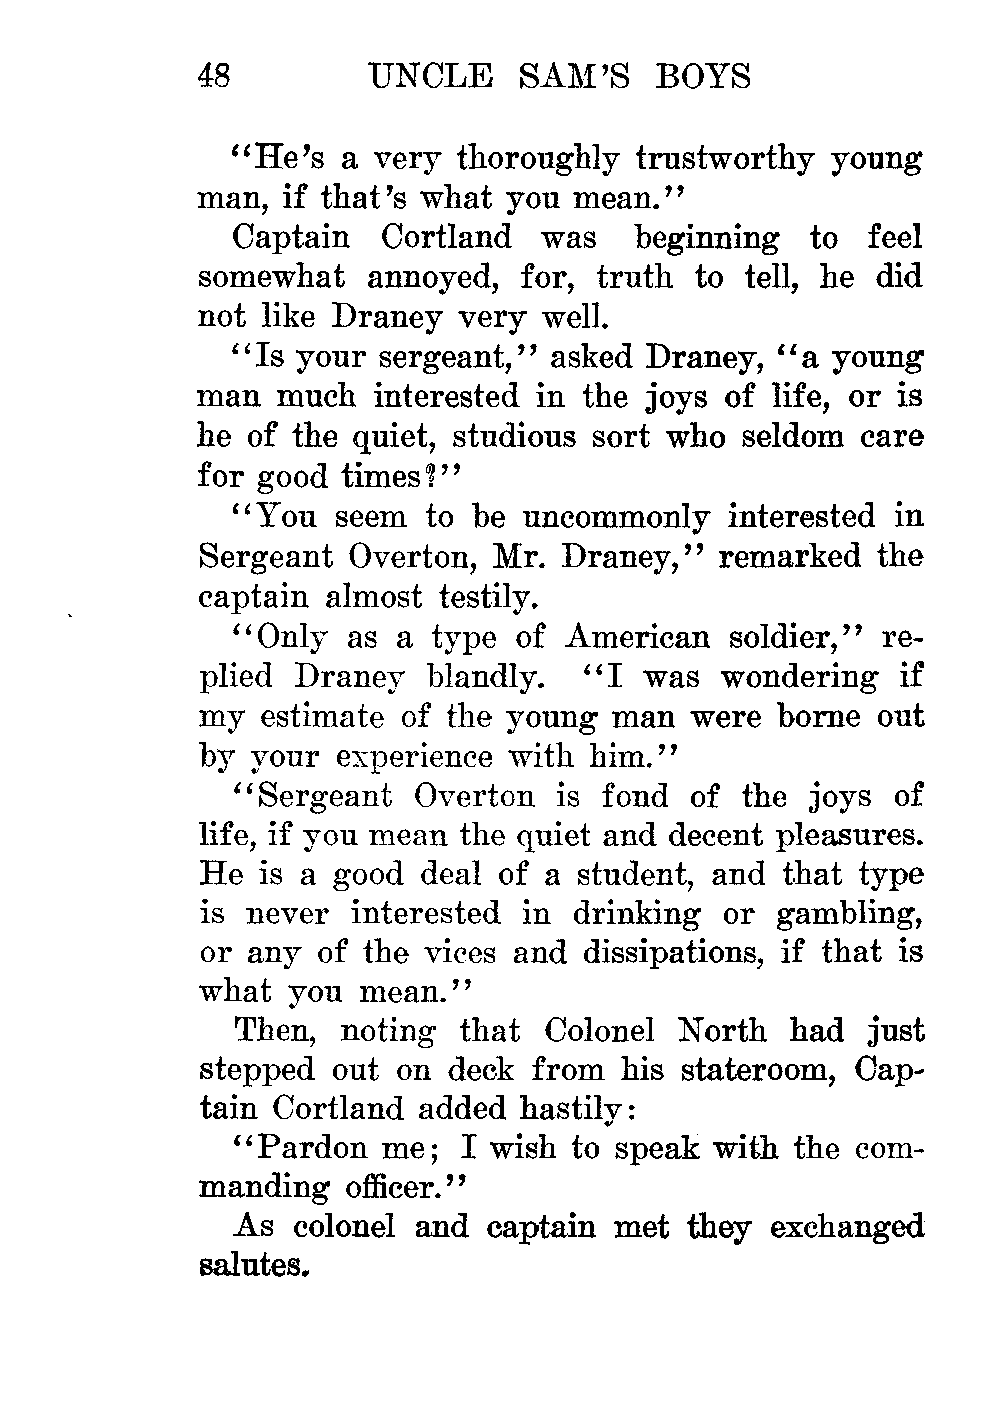 48 UNCLE SAM'S BOYS
"He's a very thoroughly trustworthy young
man, if that's what you mean."
Captain Cortland was beginning to feel
somewhat annoyed, for, truth to tell, he did
not like Draney very well.
"Is your sergeant," asked Draney, "a young
man much interested in the joys of life, or is
he of the quiet, studious sort who seldom care
for good times?"
"You seem to be uncommonly interested in
Sergeant Overton, Mr. Draney," remarked the
captain almost testily.
"Only as a type of American soldier," re-
plied Draney blandly. "I was wondering if
my estimate of the young man were borne out
by your experience with him."
"Sergeant Overton is fond of the joys of
life, if you mean the quiet and decent pleasures.
He is a good deal of a student, and that type
is never interested in drinking or gambling,
or any of the vices and dissipations, if that is
what you mean."
Then, noting that Colonel North had just
stepped out on deck from his stateroom, Cap-
tain Cortland added hastily:
"Pardon me; I wish to speak with the com-
manding officer."
As colonel and captain met they exchanged
salutes.